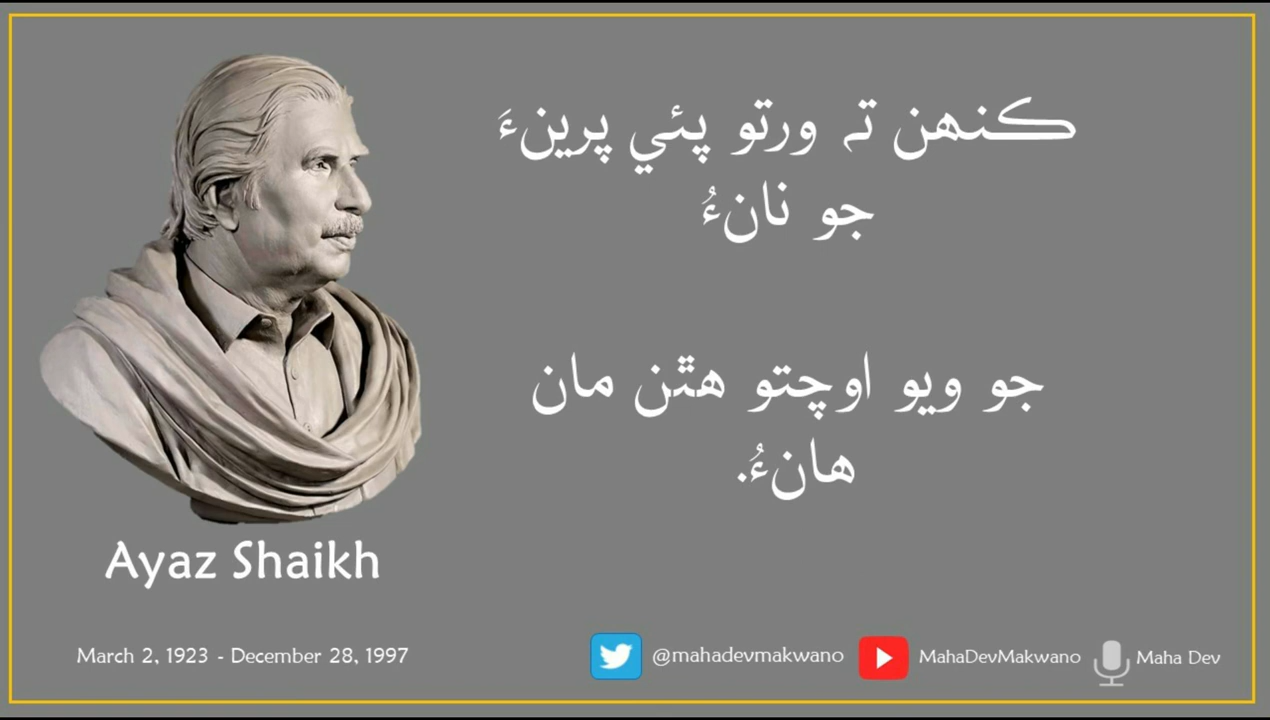 ڪنهن تہ ورتو پئي پرينءَ
جو نانءُ
جو ويو اوچتو هٿن مان
هانءُ.
Ayaz Shaikh
March 2, 1923 - December 28, 1997
@mahadevmakwano
MahaDevMakwano
Maha Dev